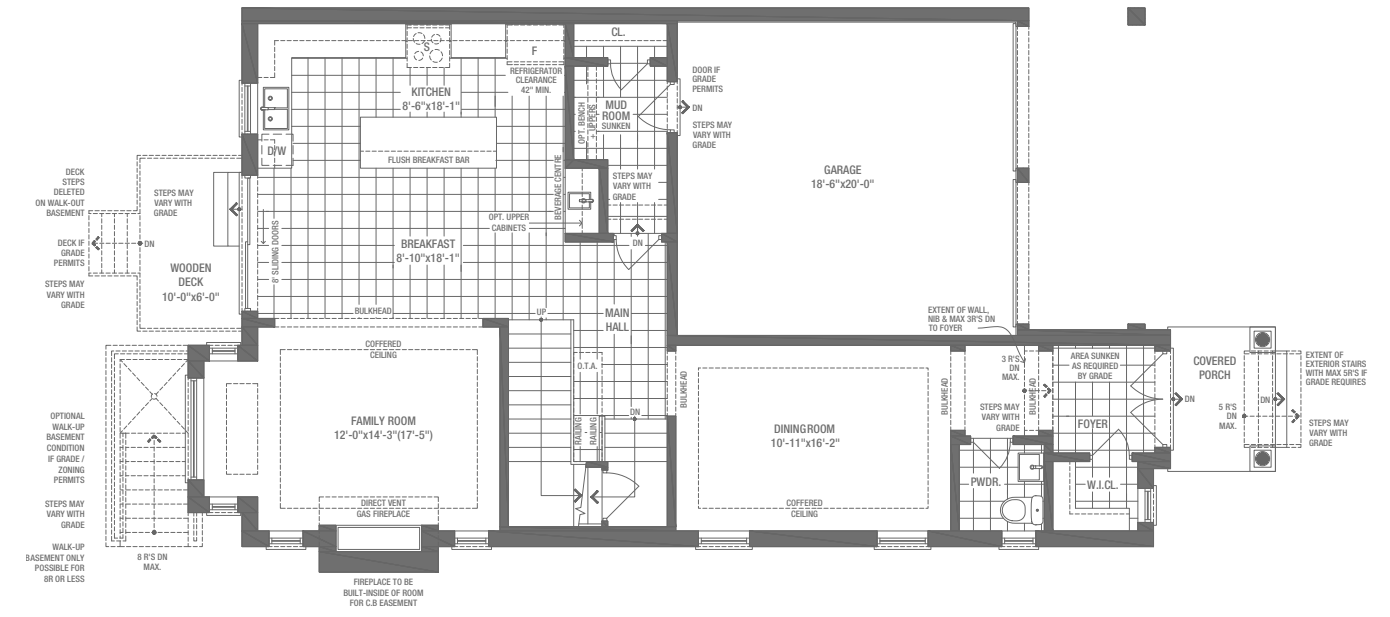 CL.
S
F
REFRIGERATOR
CLEARANCE
42" MIN.
KITCHEN
8'-6"x18'-1"
D/W
FLUSH BREAKFAST BAR
OPT. BENCH
+ UPPERS
MUD
ROOM
SUNKEN
DOOR IF
GRADE
PERMITS
DN
STEPS MAY
VARY WITH
GRADE
GARAGE
18'-6"x20'-0"
STEPS MAY
VARY WITH
GRADE
BEVERAGE CENTRE
OPT. UPPER
CABINETS
DN
DECK
STEPS
DELETED
ON WALK-OUT
BASEMENT
STEPS MAY
VARY WITH
GRADE
DECK IF
GRADE
PERMITS
DN
STEPS MAY
VARY WITH
GRADE
WOODEN
DECK
10'-0"x6'-0"
8' SLIDING DOORS
BREAKFAST
8'-10"x18'-1"
BULKHEAD
UP
MAIN
HALL
COFFERED
CEILING
O.T.A.
DN
RAILING
RAILING
FAMILY ROOM
12'-0"x14'-3"(17'-5")
DIRECT VENT
GAS FIREPLACE
FIREPLACE TO BE
BUILT-INSIDE OF ROOM
FOR C.B EASEMENT
OPTIONAL
WALK-UP
BASEMENT
CONDITION
IF GRADE /
ZONING
PERMITS
STEPS MAY
VARY WITH
GRADE
WALK-UP
BASEMENT ONLY
POSSIBLE FOR
8R OR LESS
8 R'S DN
MAX.
BULKHEAD
DININGROOM
10'-11"x16'-2"
COFFERED
CEILING
BULKHEAD
EXTENT OF WALL,
NIB & MAX 3R'S DN
TO FOYER
3 R'S
DN
MAX.
BULKHEAD
STEPS MAY
VARY WITH
GRADE
AREA SUNKEN
AS REQUIRED
BY GRADE
FOYER
PWDR.
W.I.CL.
DN
COVERED
PORCH
5 R'S
DN
MAX.
DN
EXTENT OF
EXTERIOR STAIRS
WITH MAX 5R'S IF
GRADE REQUIRES
STEPS MAY
VARY WITH
GRADE